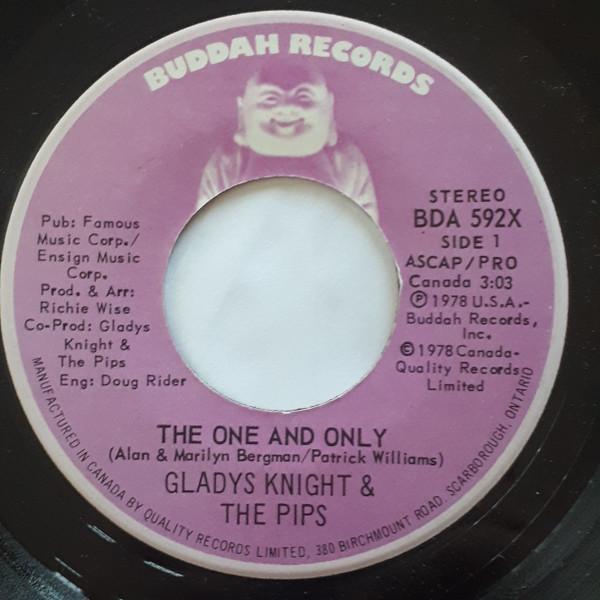 BUDDAH RECORDS
Pub: Famous
Music Corp./
Ensign Music
Corp.
Prod. & Arr:
Richie Wise
Co-Prod: Gladys
Knight &
The Pips
Eng: Doug Rider
STEREO
BDA 592X
SIDE 1
ASCAP/PRO
Canada 3:03
Ⓟ 1978 U.S.A.-
Buddah Records,
Inc.
© 1978 Canada-
Quality Records
Limited
THE ONE AND ONLY
(Alan & Marilyn Bergman/Patrick Williams)
GLADYS KNIGHT &
THE PIPS
MANUFACTURED IN CANADA BY QUALITY RECORDS LIMITED, 380 BIRCHMOUNT ROAD, SCARBOROUGH, ONTARIO